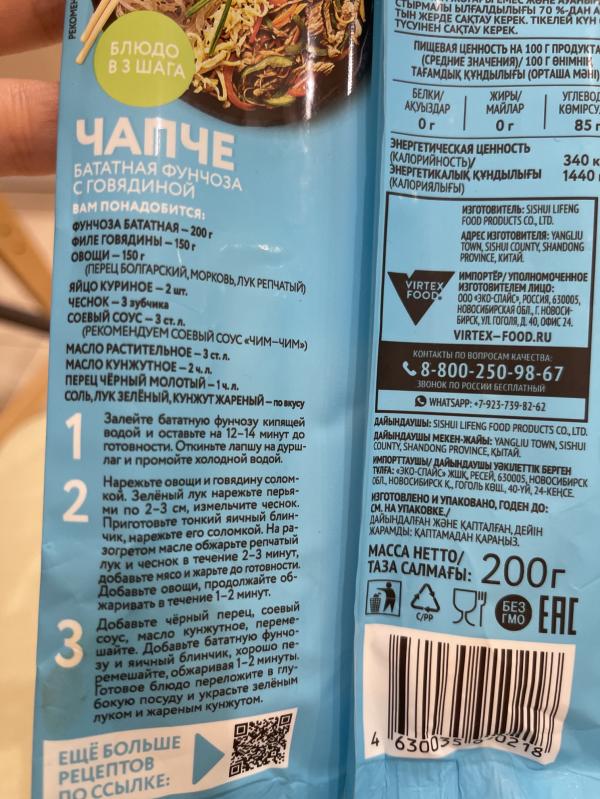 БЛЮДО
В 3 ШАГА
ЧАПЧЕ
БАТАТНАЯ ФУНЧОЗА
С ГОВЯДИНОЙ
ВАМ ПОНАДОБИТСЯ:
ФУНЧОЗА БАТАТНАЯ – 200 г
ФИЛЕ ГОВЯДИНЫ – 150 г
ОВОЩИ – 150 г
(ПЕРЕЦ БОЛГАРСКИЙ, МОРКОВЬ, ЛУК РЕПЧАТЫЙ)
ЯЙЦО КУРИНОЕ – 2 шт.
ЧЕСНОК – 3 зубчика
СОЕВЫЙ СОУС – 3 ст. л.
(РЕКОМЕНДУЕМ СОЕВЫЙ СОУС «ЧИМ–ЧИМ»)
МАСЛО РАСТИТЕЛЬНОЕ – 3 ст. л.
МАСЛО КУНЖУТНОЕ – 2 ч. л.
ПЕРЕЦ ЧЁРНЫЙ МОЛОТЫЙ – 1 ч. л.
СОЛЬ, ЛУК ЗЕЛЁНЫЙ, КУНЖУТ ЖАРЕНЫЙ – по вкусу
1
Залейте бататную фунчозу кипящей
водой и оставьте на 12–14 минут до
готовности. Откиньте лапшу на дурш-
лаг и промойте холодной водой.
2
Нарежьте овощи и говядину солом-
кой. Зелёный лук нарежьте перья-
ми по 2–3 см, измельчите чеснок.
Приготовьте тонкий яичный блин-
чик, нарежьте его соломкой. На ра-
зогретом масле обжарьте репчатый
лук и чеснок в течение 2–3 минут,
добавьте мясо и жарьте до готовности.
Добавьте овощи, продолжайте об-
жаривать в течение 1–2 минут.
3
Добавьте чёрный перец, соевый
соус, масло кунжутное, переме-
шайте. Добавьте бататную фунчо-
зу и яичный блинчик, хорошо пе-
ремешайте, обжаривая 1–2 минуты.
Готовое блюдо переложите в глу-
бокую посуду и украсьте зелёным
луком и жареным кунжутом.
ЕЩЁ БОЛЬШЕ
РЕЦЕПТОВ
ПО ССЫЛКЕ:
СТЫРМАЛЫ ЫЛҒАЛДЫЛЫҒЫ 70 %-ДАН
ТЫН ЖЕРДЕ САҚТАУ КЕРЕК. ТІКЕЛЕЙ КҮН
ТҮСУІНЕН САҚТАУ КЕРЕК.
ПИЩЕВАЯ ЦЕННОСТЬ НА 100 Г ПРОДУКТА
(СРЕДНИЕ ЗНАЧЕНИЯ)/ 100 Г ӨНІМНІҢ
ТАҒАМДЫҚ ҚҰНДЫЛЫҒЫ (ОРТАША МӘНІ)
БЕЛКИ/
АҚУЫЗДАР
0 г
ЖИРЫ/
МАЙЛАР
0 г
УГЛЕВОД
КӨМІРСУ
85 г
ЭНЕРГЕТИЧЕСКАЯ ЦЕННОСТЬ
(КАЛОРИЙНОСТЬ)/
ЭНЕРГЕТИКАЛЫҚ ҚҰНДЫЛЫҒЫ
(КАЛОРИЯЛЫҒЫ)
340 к
1440
ИЗГОТОВИТЕЛЬ: SISHUI LIFENG
FOOD PRODUCTS CO., LTD.
АДРЕС ИЗГОТОВИТЕЛЯ: YANGLIU
TOWN, SISHUI COUNTY, SHANDONG
PROVINCE, КИТАЙ.
VIRTEX
FOOD
ИМПОРТЁР/ УПОЛНОМОЧЕННОЕ
ИЗГОТОВИТЕЛЕМ ЛИЦО:
ООО «ЭКО-СПАЙС», РОССИЯ, 630005,
НОВОСИБИРСКАЯ ОБЛ., Г. НОВОСИ-
БИРСК, УЛ. ГОГОЛЯ, Д. 40, ОФИС 24.
VIRTEX–FOOD.RU
КОНТАКТЫ ПО ВОПРОСАМ КАЧЕСТВА:
8-800-250-98-67
ЗВОНОК ПО РОССИИ БЕСПЛАТНЫЙ
WHATSAPP: +7-923-739-82-62
ДАЙЫНДАУШЫ: SISHUI LIFENG FOOD PRODUCTS CO., LTD.
ДАЙЫНДАУШЫ МЕКЕН-ЖАЙЫ: YANGLIU TOWN, SISHUI
COUNTY, SHANDONG PROVINCE, ҚЫТАЙ.
ИМПОРТТАУШЫ/ ДАЙЫНДАУШЫ УӘКІЛЕТТІК БЕРГЕН
ТҰЛҒА: «ЭКО-СПАЙС» ЖШҚ, РЕСЕЙ, 630005, НОВОСИБИРСК
ОБЛ., НОВОСИБИРСК Қ., ГОГОЛЬ КӨШ., 40-ҮЙ, 24-КЕҢСЕ.
ИЗГОТОВЛЕНО И УПАКОВАНО, ГОДЕН ДО:
СМ. НА УПАКОВКЕ./
ДАЙЫНДАЛҒАН ЖӘНЕ ҚАПТАЛҒАН, ДЕЙІН
ЖАРАМДЫ: ҚАПТАМАДАН ҚАРАҢЫЗ.
МАССА НЕТТО/
ТАЗА САЛМАҒЫ: 200г
C/PP
БЕЗ
ГМО
EAC